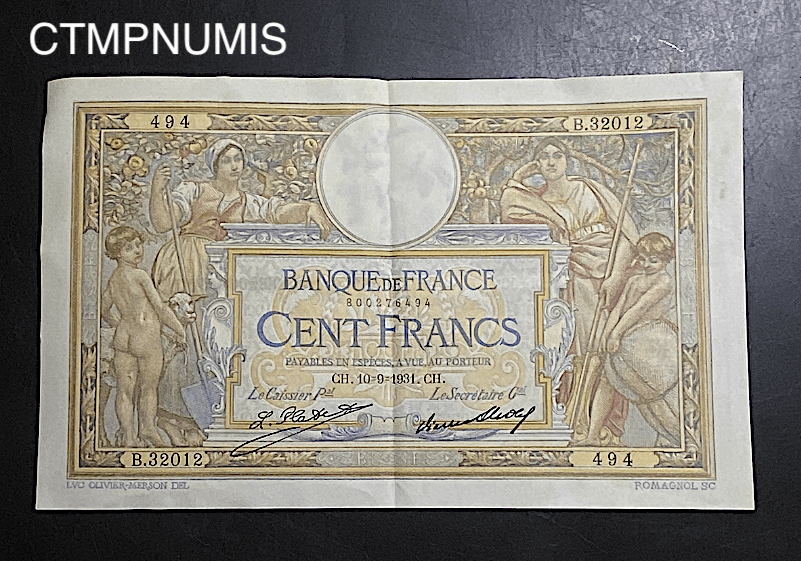 CTMPNUMIS
494
B.32012
BANQUE DE FRANCE
800276494
CENT FRANCS
PAYABLES EN ESPÈCES, A VUE, AU PORTEUR
CH. 10=9=1931. CH.
Le Caissier Pal
Le Secrétaire Gal
B.32012
494
LVC OLIVIER-MERSON DEL
ROMAGNOL SC